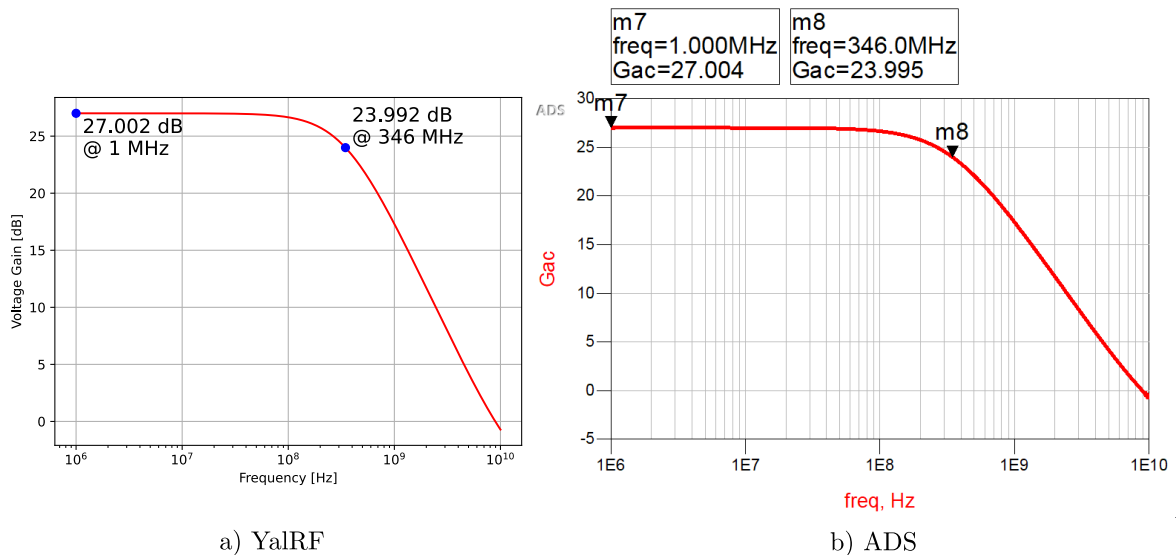 27.002 dB
@ 1 MHz
23.992 dB
@ 346 MHz
Voltage Gain [dB]
25
20
15
10
5
0
10⁶
10⁷
10⁸
10⁹
10¹⁰
Frequency [Hz]
a) YalRF
m7
freq=1.000MHz
Gac=27.004
m8
freq=346.0MHz
Gac=23.995
ADS
m7
m8
Gac
30
25
20
15
10
5
0
-5
1E6
1E7
1E8
1E9
1E10
freq, Hz
b) ADS